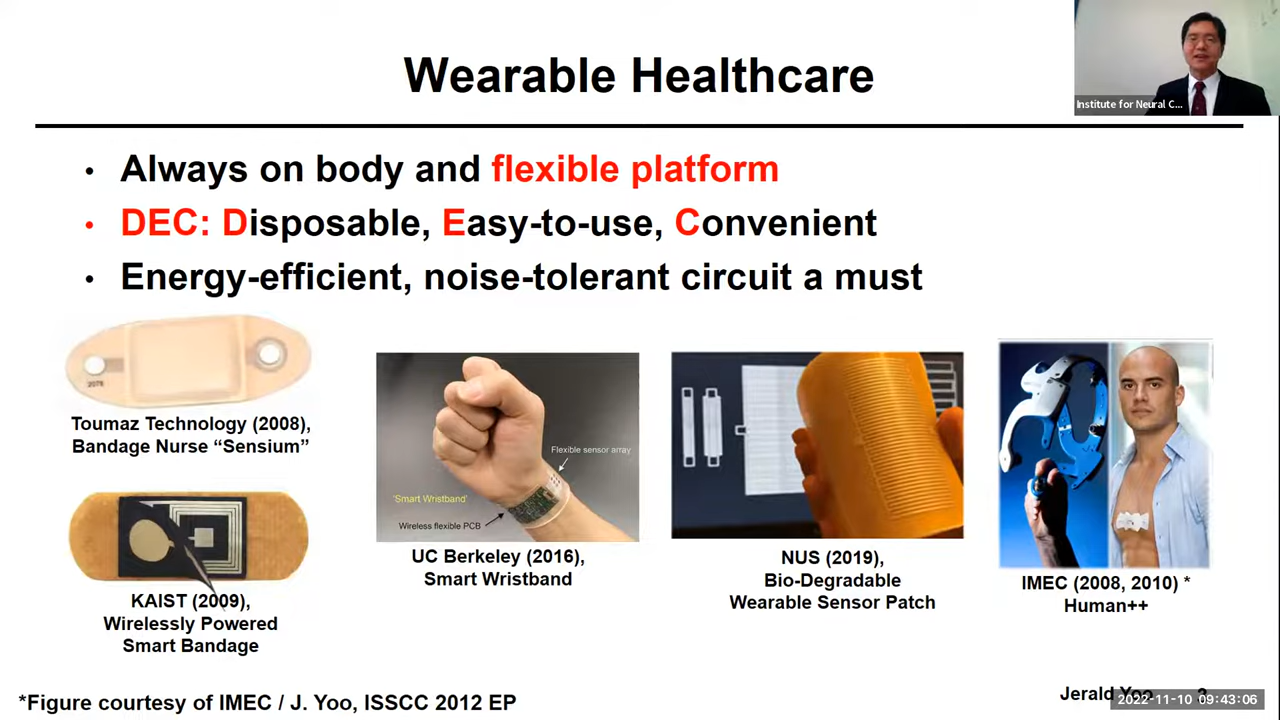 Wearable Healthcare
Institute for Neural C...
• Always on body and flexible platform
• DEC: Disposable, Easy-to-use, Convenient
• Energy-efficient, noise-tolerant circuit a must
2078
Toumaz Technology (2008),
Bandage Nurse “Sensium”
KAIST (2009),
Wirelessly Powered
Smart Bandage
Flexible sensor array
'Smart Wristband'
Wireless flexible PCB
UC Berkeley (2016),
Smart Wristband
NUS (2019),
Bio-Degradable
Wearable Sensor Patch
IMEC (2008, 2010) *
Human++
*Figure courtesy of IMEC / J. Yoo, ISSCC 2012 EP
Jerald Yoo
2022-11-10 09:43:06